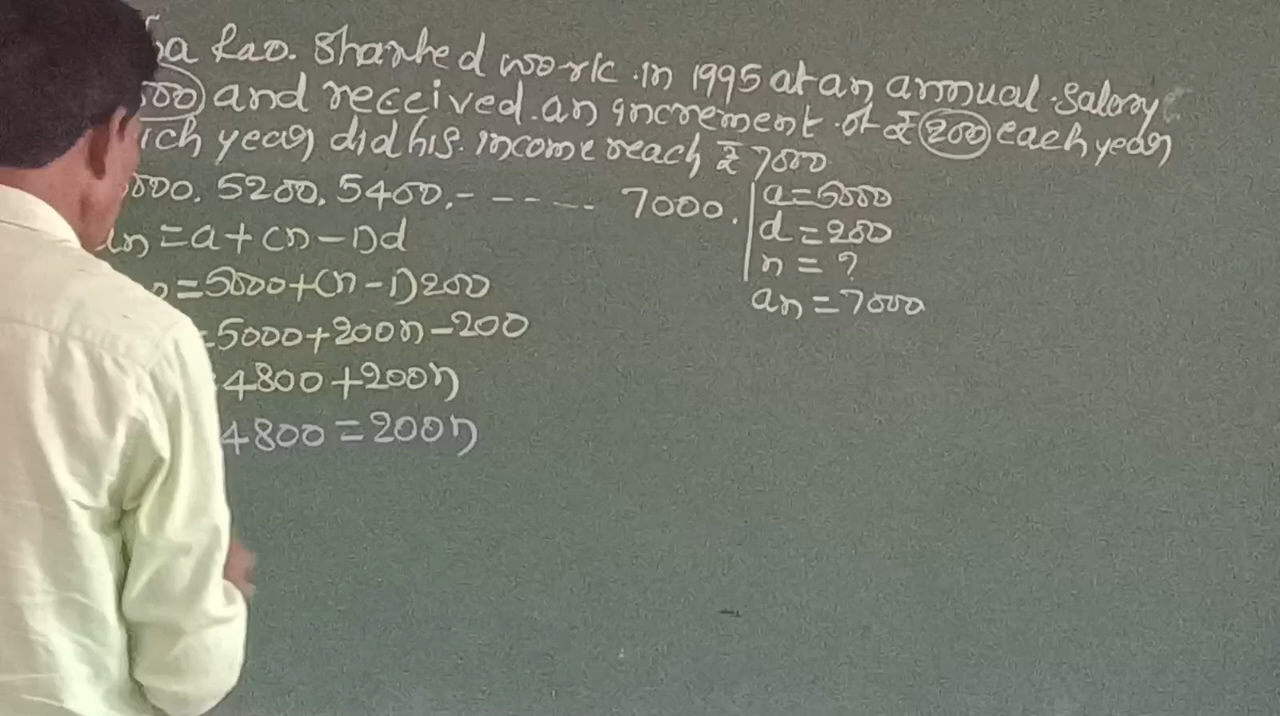 Rao. Started work in 1995 at an annual salary
and received an increment of ₹ 200 each year
year did his income reach ₹ 7000
5200, 5400, - - - - - 7000. a = 5000
an = a + (n - 1)d d = 200
= 5000 + (n - 1) 200 n = ?
= 5000 + 200n - 200 an = 7000
4800 + 200n
4800 = 200n